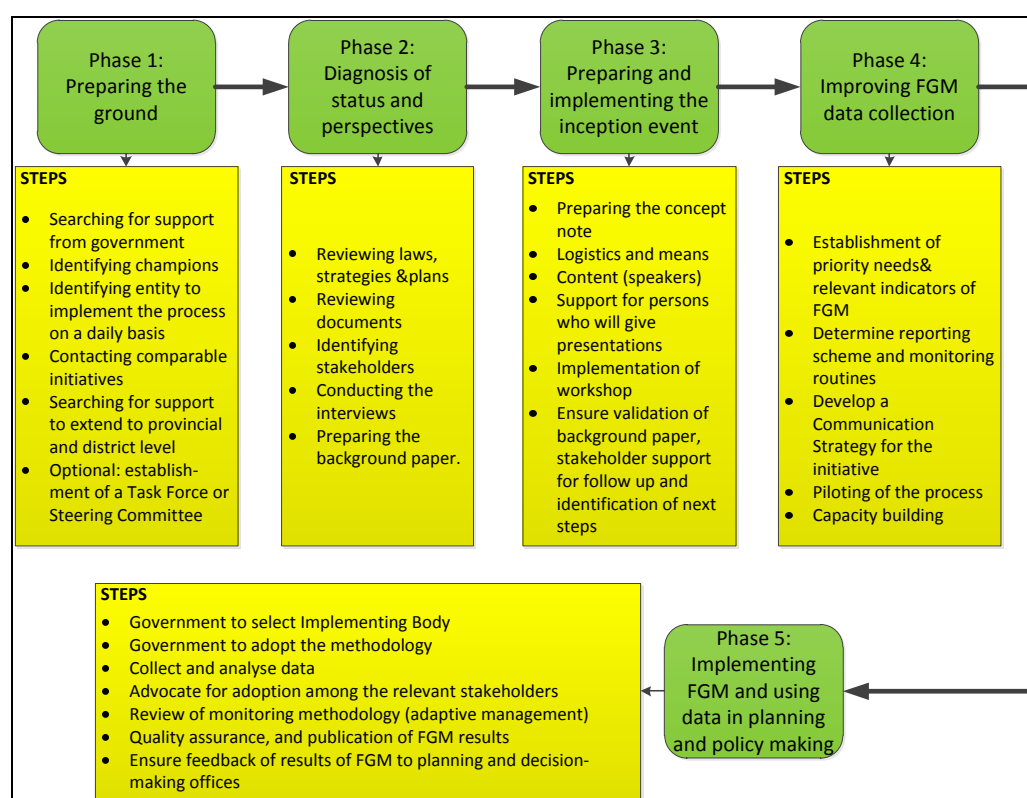 Phase 1:
Preparing the
ground
Phase 2:
Diagnosis of
status and
perspectives
Phase 3:
Preparing and
implementing the
inception event
Phase 4:
Improving FGM
data collection
STEPS
• Searching for support
from government
• Identifying champions
• Identifying entity to
implement the process
on a daily basis
• Contacting comparable
initiatives
• Searching for support
to extend to provincial
and district level
• Optional: establish-
ment of a Task Force or
Steering Committee
STEPS
• Reviewing laws,
strategies &plans
• Reviewing
documents
• Identifying
stakeholders
• Conducting the
interviews
• Preparing the
background paper.
STEPS
• Preparing the concept
note
• Logistics and means
• Content (speakers)
• Support for persons
who will give
presentations
• Implementation of
workshop
• Ensure validation of
background paper,
stakeholder support
for follow up and
identification of next
steps
STEPS
• Establishment of
priority needs&
relevant indicators of
FGM
• Determine reporting
scheme and monitoring
routines
• Develop a
Communication
Strategy for the
initiative
• Piloting of the process
• Capacity building
Phase 5:
Implementing
FGM and using
data in planning
and policy making
STEPS
• Government to select Implementing Body
• Government to adopt the methodology
• Collect and analyse data
• Advocate for adoption among the relevant stakeholders
• Review of monitoring methodology (adaptive management)
• Quality assurance, and publication of FGM results
• Ensure feedback of results of FGM to planning and decision-
making offices